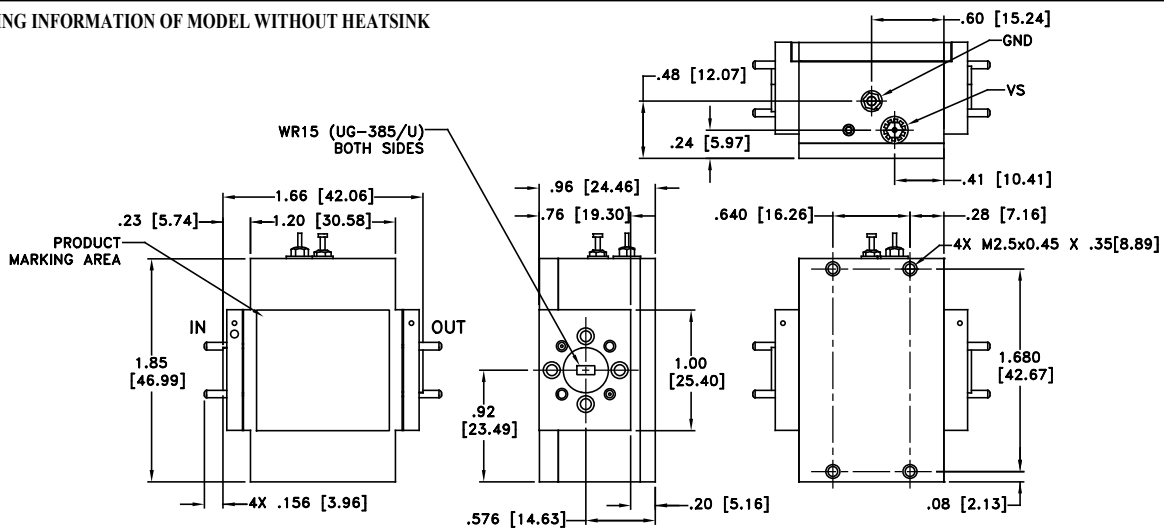 ING INFORMATION OF MODEL WITHOUT HEATSINK
.60 [15.24]
GND
.48 [12.07]
VS
.24 [5.97]
.41 [10.41]
WR15 (UG-385/U)
BOTH SIDES
1.66 [42.06]
.96 [24.46]
.23 [5.74]
1.20 [30.58]
.76 [19.30]
.640 [16.26]
.28 [7.16]
PRODUCT
MARKING AREA
4X M2.5x0.45 X .35[8.89]
IN
OUT
1.85
[46.99]
1.00
[25.40]
1.680
[42.67]
.92
[23.49]
4X .156 [3.96]
.20 [5.16]
.08 [2.13]
.576 [14.63]